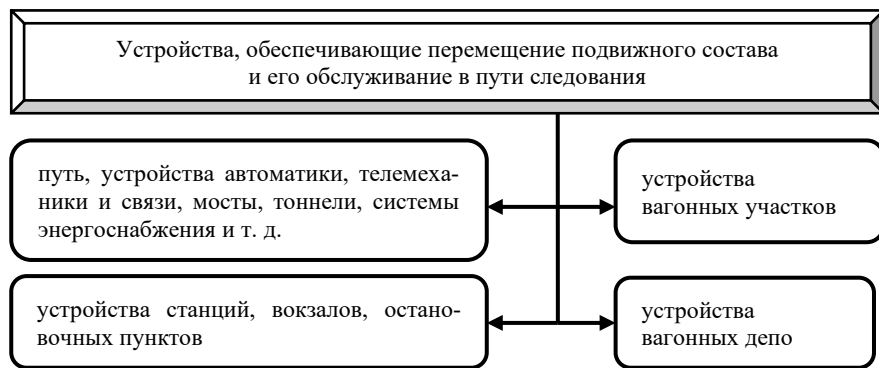 Устройства, обеспечивающие перемещение подвижного состава
и его обслуживание в пути следования
путь, устройства автоматики, телемеха-
ники и связи, мосты, тоннели, системы
энергоснабжения и т. д.
устройства
вагонных участков
устройства станций, вокзалов, остано-
вочных пунктов
устройства
вагонных депо